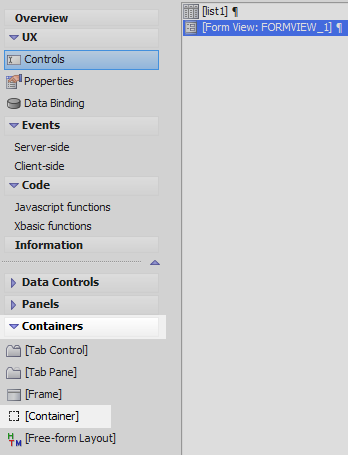 Overview
UX
Controls
Properties
Data Binding
Events
Server-side
Client-side
Code
Javascript functions
Xbasic functions
Information
Data Controls
Panels
Containers
[Tab Control]
[Tab Pane]
[Frame]
[Container]
HTM [Free-form Layout]
[list1] ¶
[Form View: FORMVIEW_1] ¶